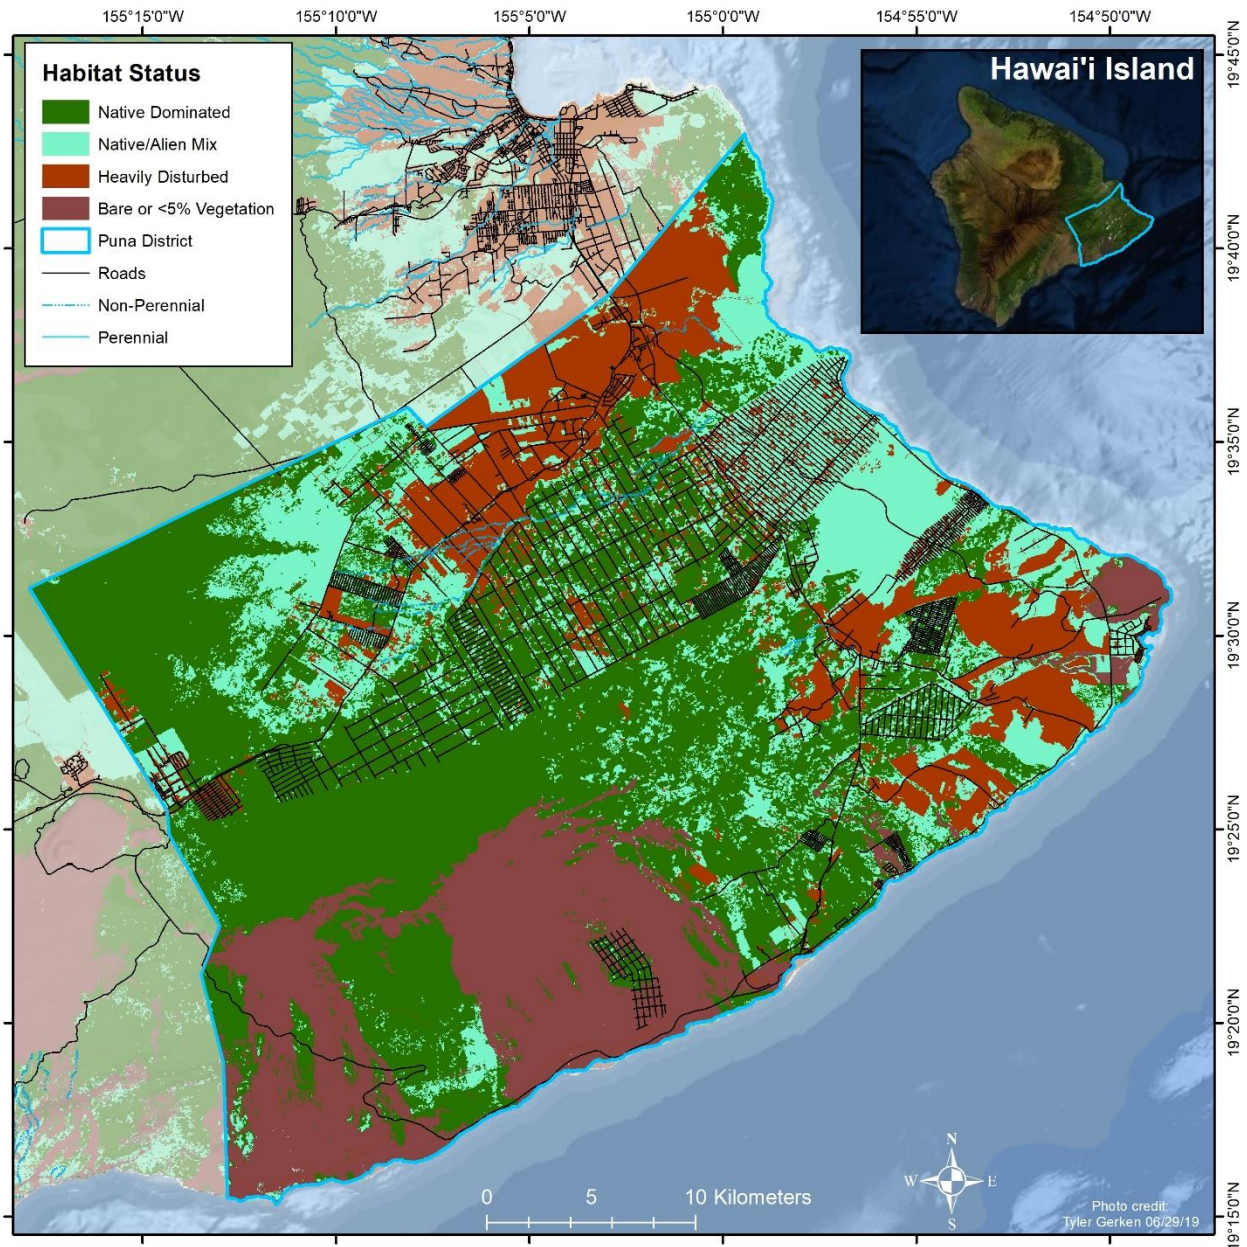 155°15'0"W
155°10'0"W
155°5'0"W
155°0'0"W
154°55'0"W
154°50'0"W
Habitat Status
Native Dominated
Native/Alien Mix
Heavily Disturbed
Bare or <5% Vegetation
Puna District
Roads
Non-Perennial
Perennial
Hawai'i Island
19°45'0"N
19°40'0"N
19°35'0"N
19°30'0"N
19°25'0"N
19°20'0"N
19°15'0"N
0 5 10 Kilometers
N
W E
S
Photo credit:
Tyler Gerken 06/29/19